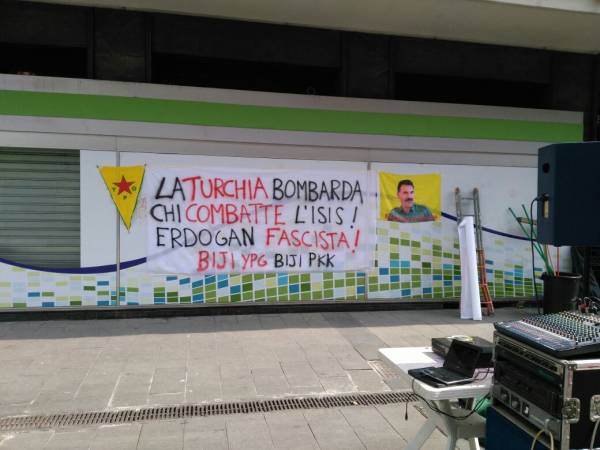 LA TURCHIA BOMBARDA
CHI COMBATTE L'ISIS !
ERDOGAN FASCISTA!
BIJI YPG BIJI PKK